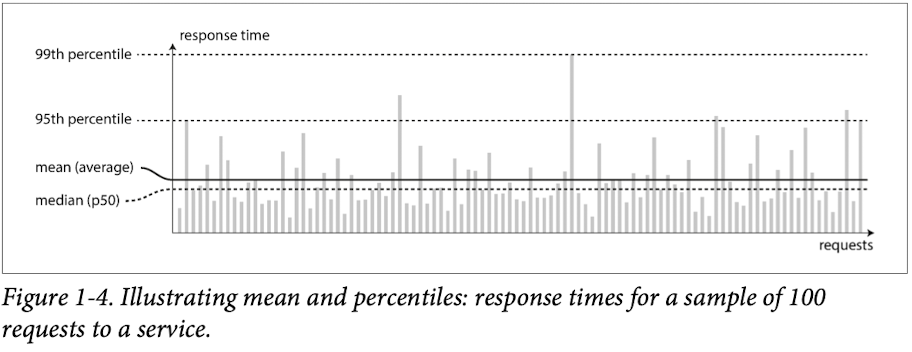 response time
99th percentile
95th percentile
mean (average)
median (p50)
requests
Figure 1-4. Illustrating mean and percentiles: response times for a sample of 100
requests to a service.